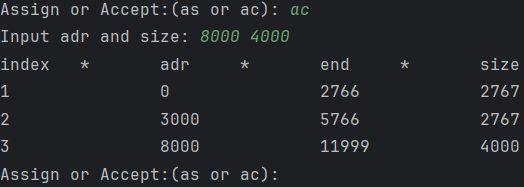 Assign or Accept:(as or ac): ac
Input adr and size: 8000 4000
index * adr * end * size
1 0 2766 2767
2 3000 5766 2767
3 8000 11999 4000
Assign or Accept:(as or ac):